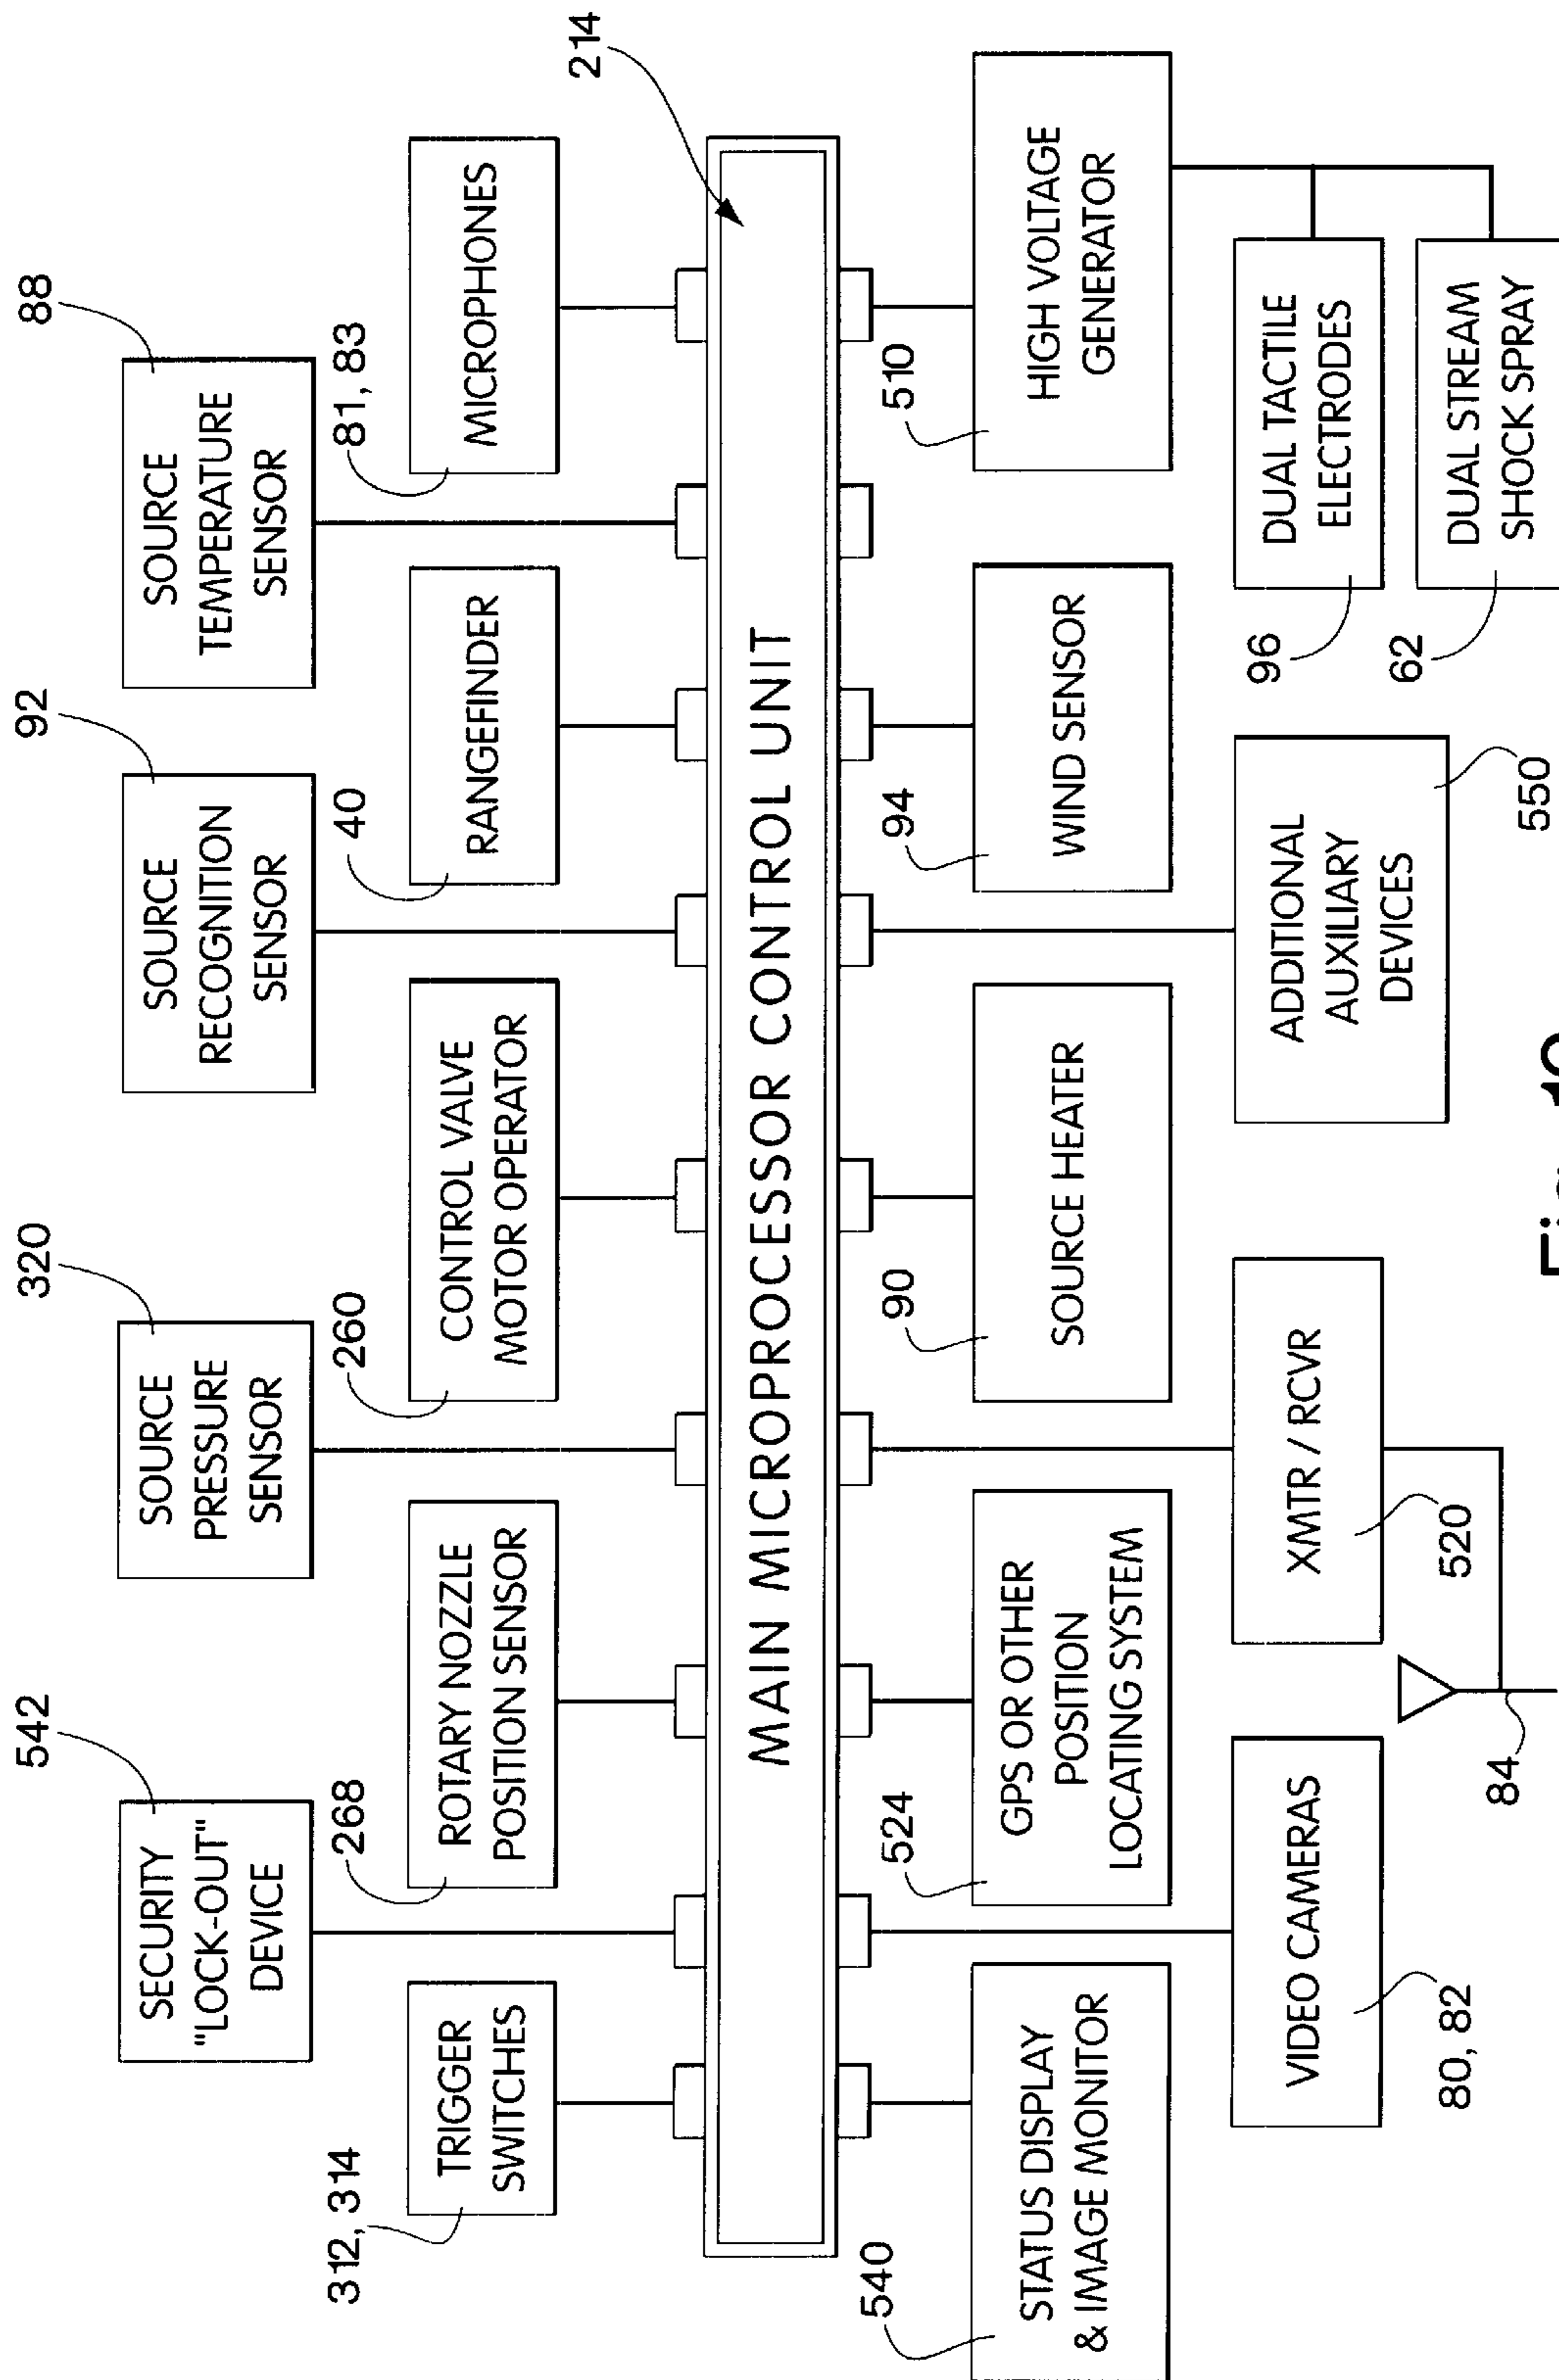 542
320
92
88
SECURITY
"LOCK-OUT"
DEVICE
SOURCE
PRESSURE
SENSOR
SOURCE
RECOGNITION
SENSOR
SOURCE
TEMPERATURE
SENSOR
214
312, 314
268
260
40
81, 83
TRIGGER
SWITCHES
ROTARY NOZZLE
POSITION SENSOR
CONTROL VALVE
MOTOR OPERATOR
RANGEFINDER
MICROPHONES
MAIN MICROPROCESSOR CONTROL UNIT
540
524
90
94
510
STATUS DISPLAY
& IMAGE MONITOR
GPS OR OTHER
POSITION
LOCATING SYSTEM
SOURCE HEATER
WIND SENSOR
HIGH VOLTAGE
GENERATOR
VIDEO CAMERAS
80, 82
84
XMTR / RCVR
520
ADDITIONAL
AUXILIARY
DEVICES
550
96
DUAL TACTILE
ELECTRODES
62
DUAL STREAM
SHOCK SPRAY